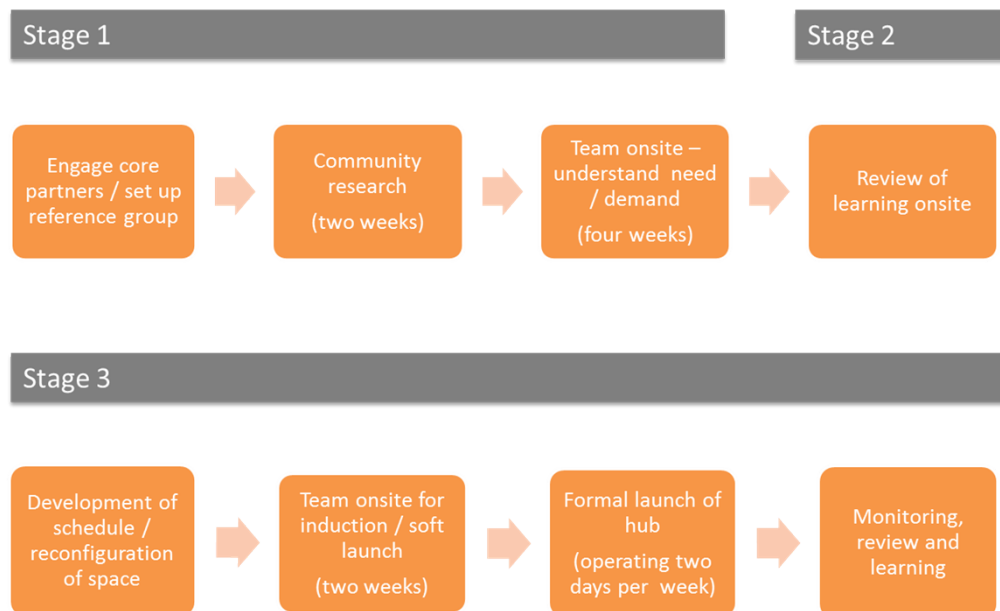 Stage 1
Stage 2
Engage core
partners / set up
reference group
Community
research
(two weeks)
Team onsite –
understand need
/ demand
(four weeks)
Review of
learning onsite
Stage 3
Development of
schedule /
reconfiguration
of space
Team onsite for
induction / soft
launch
(two weeks)
Formal launch of
hub
(operating two
days per week)
Monitoring,
review and
learning